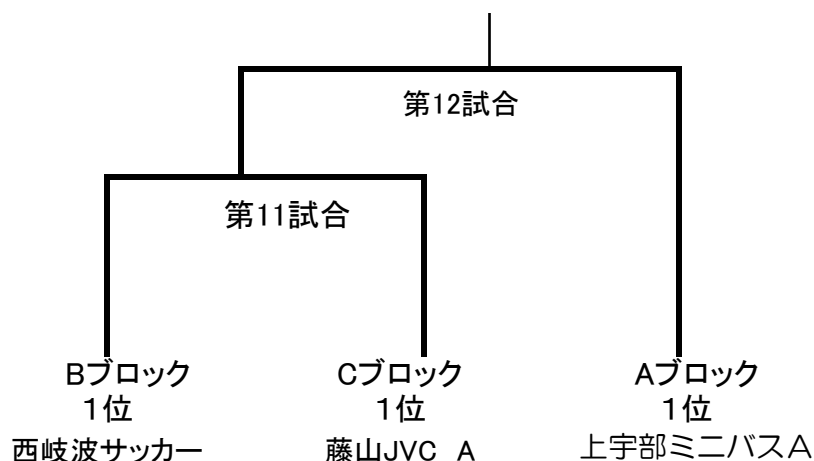 第12試合
第11試合
Bブロック
1位
西岐波サッカー
Cブロック
1位
藤山JVC A
Aブロック
1位
上宇部ミニバスA